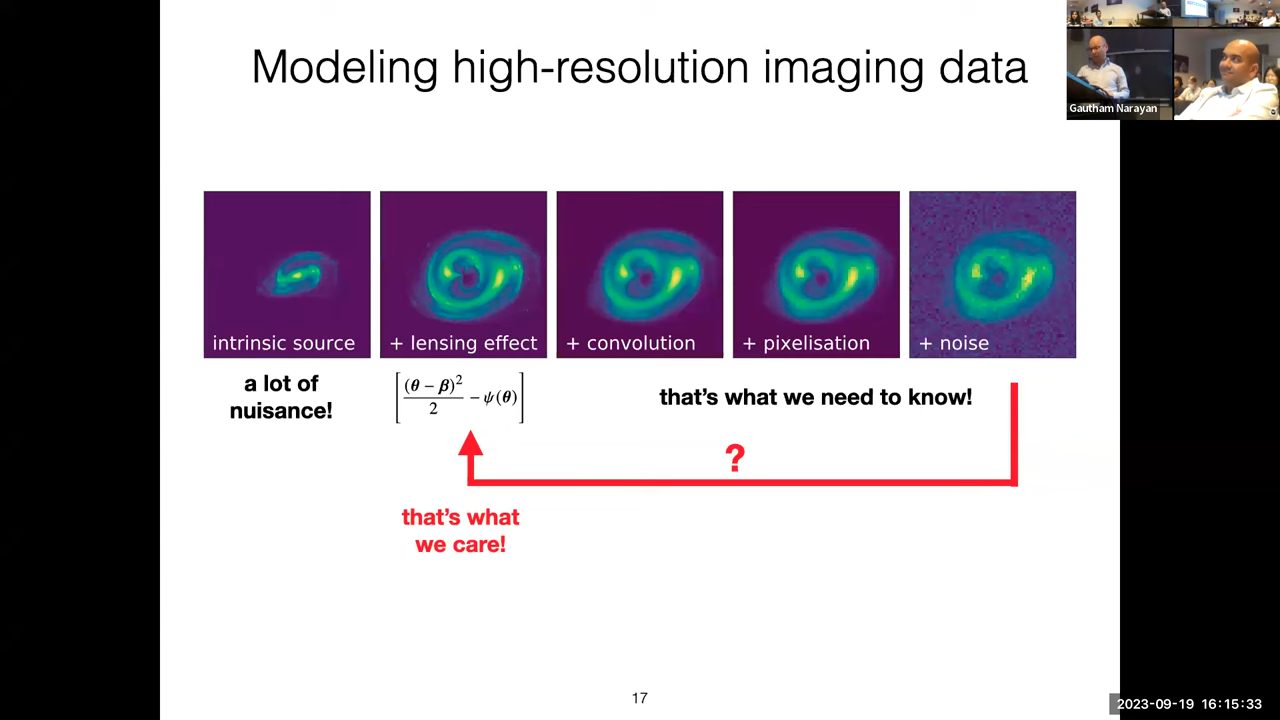 Modeling high-resolution imaging data
Gautham Narayan
intrinsic source
+ lensing effect
+ convolution
+ pixelisation
+ noise
a lot of
nuisance!
[(θ − β)²/2 − ψ(θ)]
that's what we need to know!
?
that's what
we care!
17
2023-09-19 16:15:33